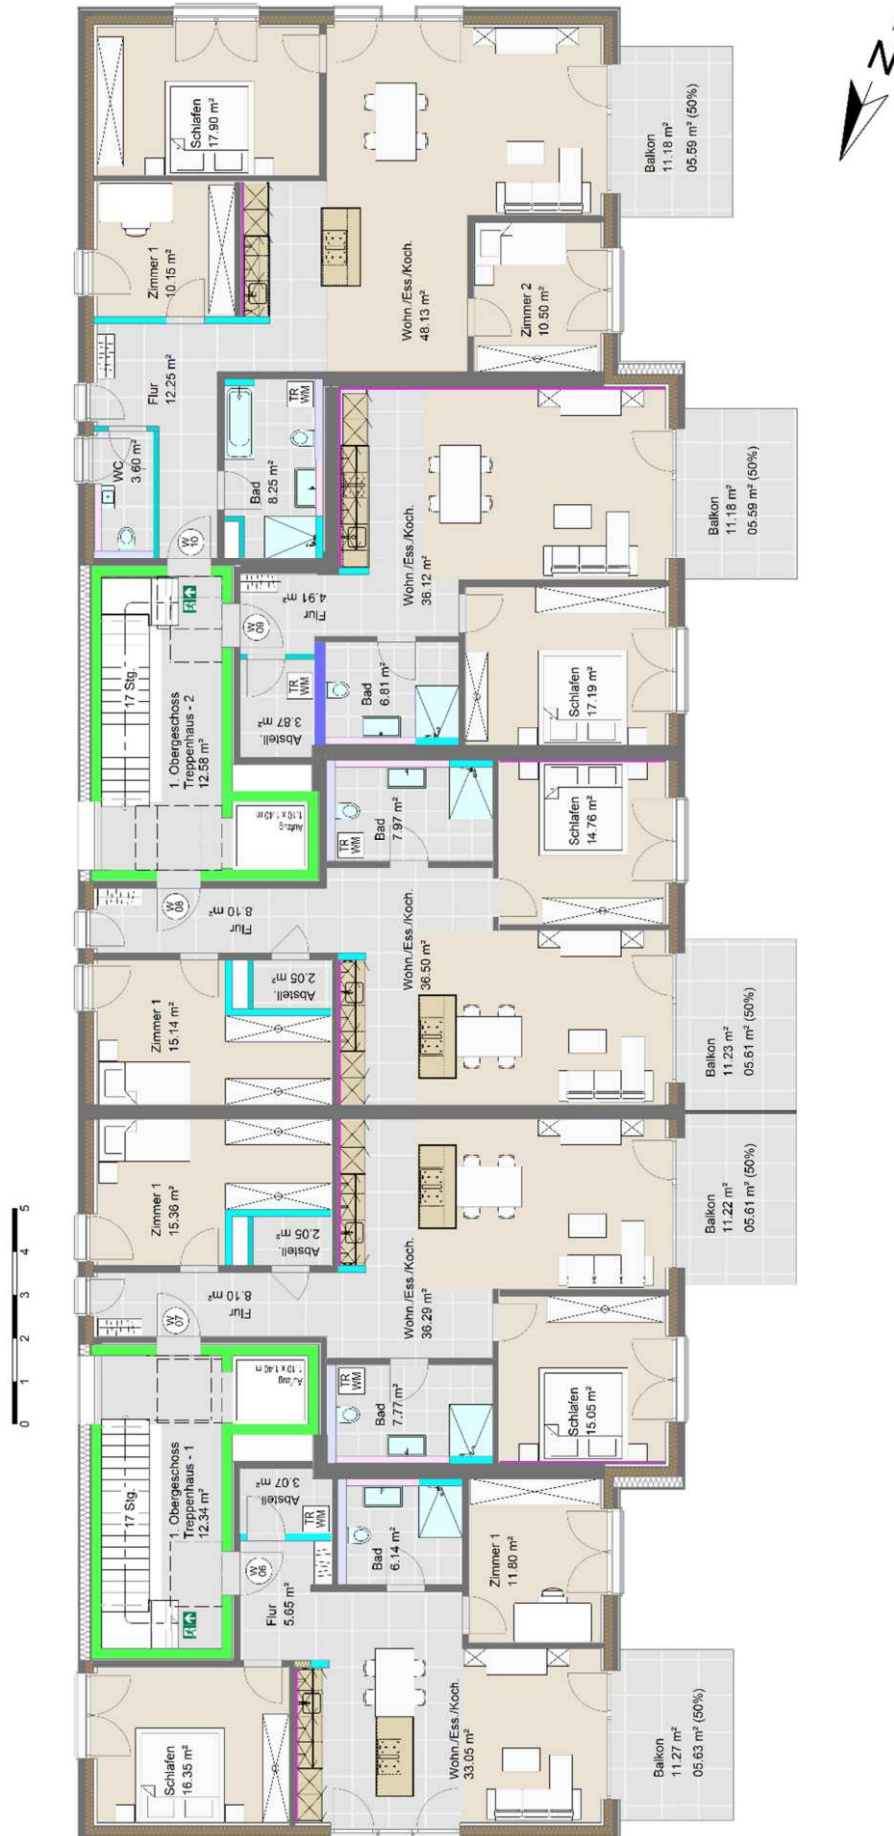 Schlafen
17.90 m²
Zimmer 1
10.15 m²
Wohn./Ess./Koch.
48.13 m²
Zimmer 2
10.50 m²
Balkon
11.18 m²
05.59 m² (50%)
N
Flur
12.25 m²
WC
3.60 m²
Bad
8.25 m²
TR
WM
W
10
Wohn./Ess./Koch.
36.12 m²
Balkon
11.18 m²
05.59 m² (50%)
Flur
4.91 m²
W
09
17 Stg.
1. Obergeschoss
Treppenhaus - 2
12.58 m²
Abstell.
3.87 m²
TR
WM
Bad
6.81 m²
Schlafen
17.19 m²
Aufzug
1.10 x 1.40 m
Bad
7.97 m²
TR
WM
Schlafen
14.76 m²
W
08
Flur
8.10 m²
Wohn./Ess./Koch.
36.50 m²
Zimmer 1
15.14 m²
Abstell.
2.05 m²
Balkon
11.23 m²
05.61 m² (50%)
Zimmer 1
15.36 m²
Abstell.
2.05 m²
Balkon
11.22 m²
05.61 m² (50%)
Flur
8.10 m²
W
07
Wohn./Ess./Koch.
36.29 m²
Aufzug
1.10 x 1.40 m
Bad
7.77 m²
TR
WM
Schlafen
15.05 m²
17 Stg.
1. Obergeschoss
Treppenhaus - 1
12.34 m²
Abstell.
3.07 m²
TR
WM
Bad
6.14 m²
Zimmer 1
11.80 m²
W
06
Flur
5.65 m²
Schlafen
16.35 m²
Wohn./Ess./Koch.
33.05 m²
Balkon
11.27 m²
05.63 m² (50%)
0 1 2 3 4 5